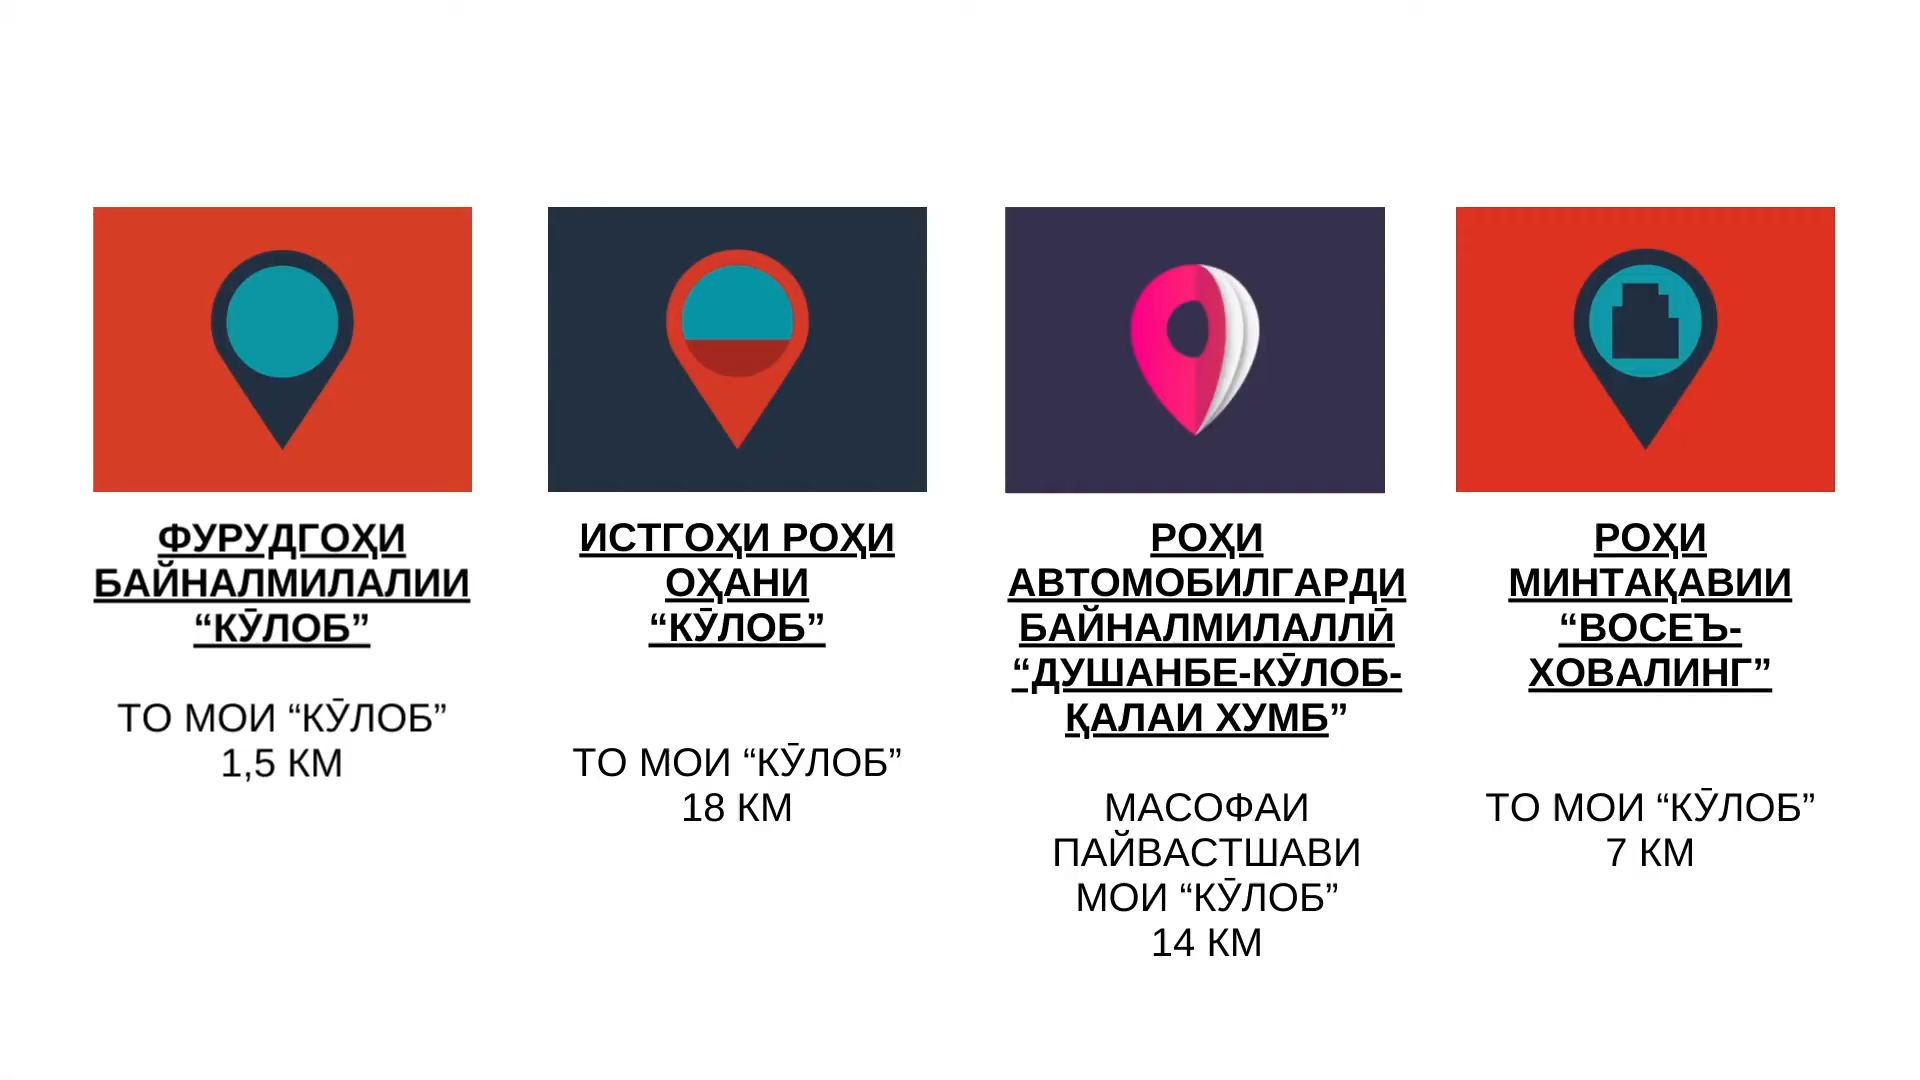 ФУРУДГОҲИ
БАЙНАЛМИЛАЛИИ
“КӮЛОБ”
ТО МОИ “КӮЛОБ”
1,5 КМ
ИСТГОҲИ РОҲИ
ОҲАНИ
“КӮЛОБ”
ТО МОИ “КӮЛОБ”
18 КМ
РОҲИ
АВТОМОБИЛГАРДИ
БАЙНАЛМИЛАЛЛӢ
“ДУШАНБЕ-КӮЛОБ-
ҚАЛАИ ХУМБ”
МАСОФАИ
ПАЙВАСТШАВИ
МОИ “КӮЛОБ”
14 КМ
РОҲИ
МИНТАҚАВИИ
“ВОСЕЪ-
ХОВАЛИНГ”
ТО МОИ “КӮЛОБ”
7 КМ